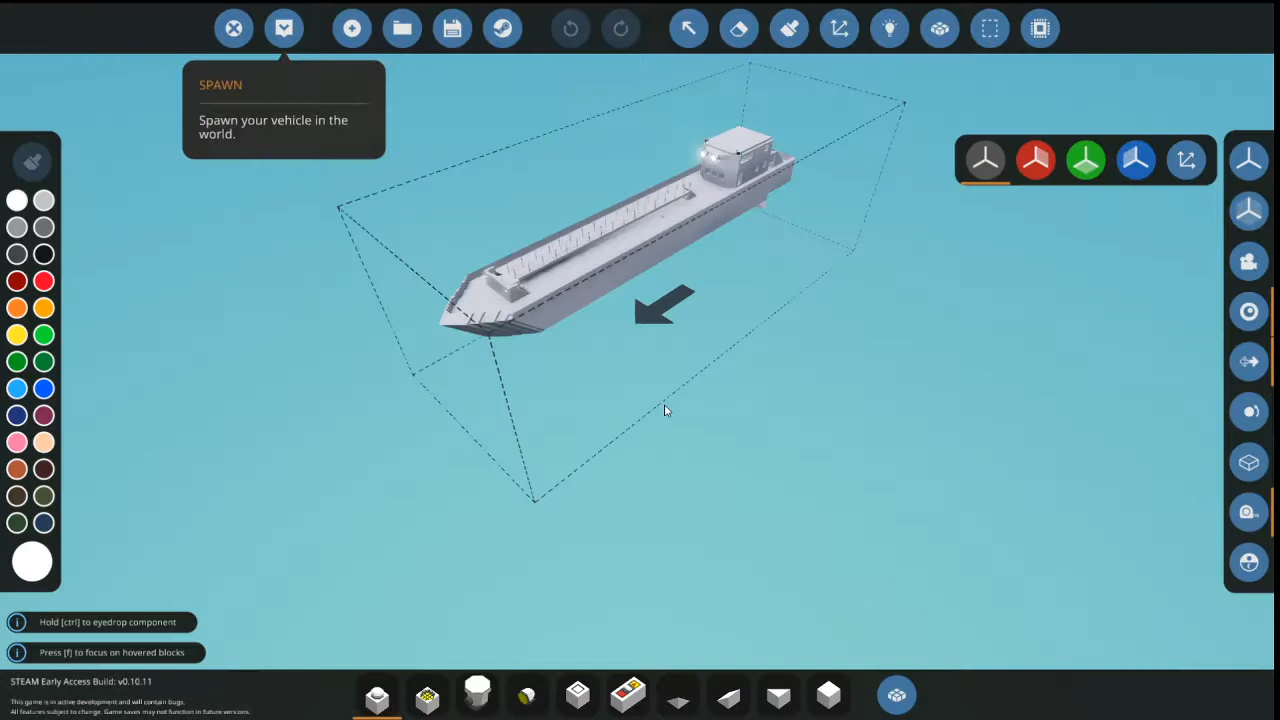 SPAWN
Spawn your vehicle in the
world.
Hold [ctrl] to eyedrop component
Press [f] to focus on hovered blocks
STEAM Early Access Build: v0.10.11
This game is in active development and will contain bugs.
All features subject to change. Game saves may not function in future versions.